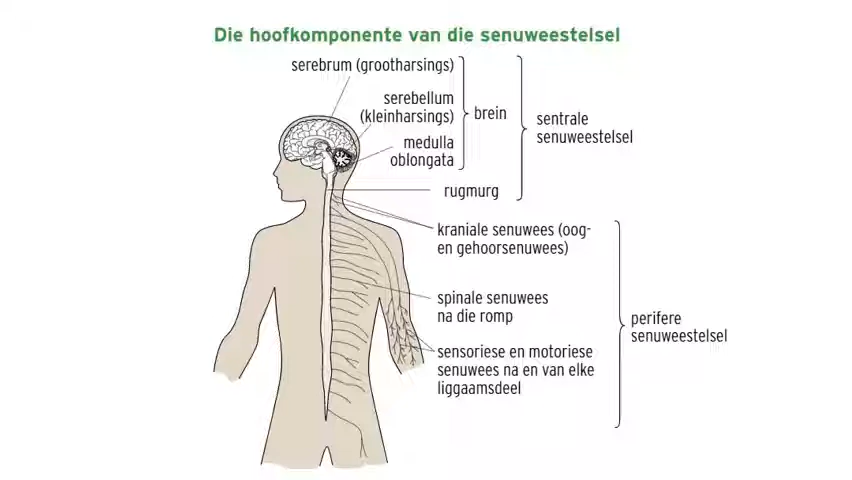 Die hoofkomponente van die senuweestelsel
serebrum (grootharsings)
serebellum
(kleinharsings)
medulla
oblongata
brein
sentrale
senuweestelsel
rugmurg
kraniale senuwees (oog-
en gehoorsenuwees)
spinale senuwees
na die romp
sensoriese en motoriese
senuwees na en van elke
liggaamsdeel
perifere
senuweestelsel